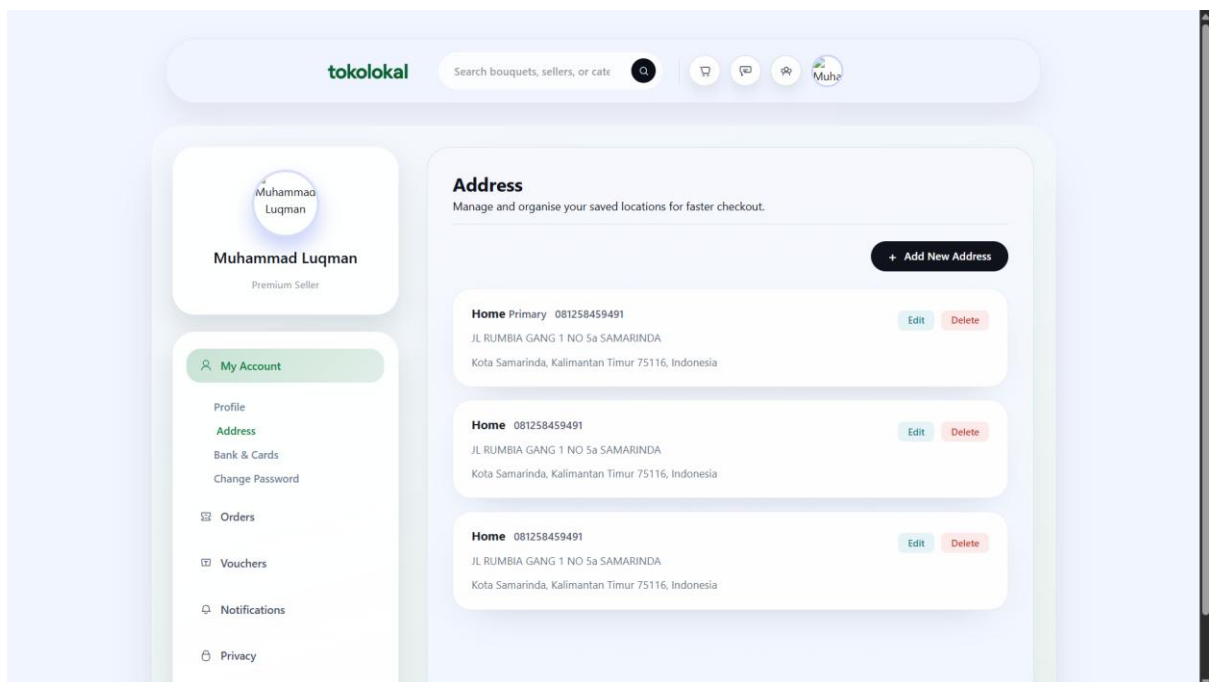 tokolokal
Search bouquets, sellers, or cate
Muha
Muhammad
Luqman
Muhammad Luqman
Premium Seller
My Account
Profile
Address
Bank & Cards
Change Password
Orders
Vouchers
Notifications
Privacy
Address
Manage and organise your saved locations for faster checkout.
+ Add New Address
Home Primary 081258459491
Edit Delete
JL RUMBIA GANG 1 NO 5a SAMARINDA
Kota Samarinda, Kalimantan Timur 75116, Indonesia
Home 081258459491
Edit Delete
JL RUMBIA GANG 1 NO 5a SAMARINDA
Kota Samarinda, Kalimantan Timur 75116, Indonesia
Home 081258459491
Edit Delete
JL RUMBIA GANG 1 NO 5a SAMARINDA
Kota Samarinda, Kalimantan Timur 75116, Indonesia